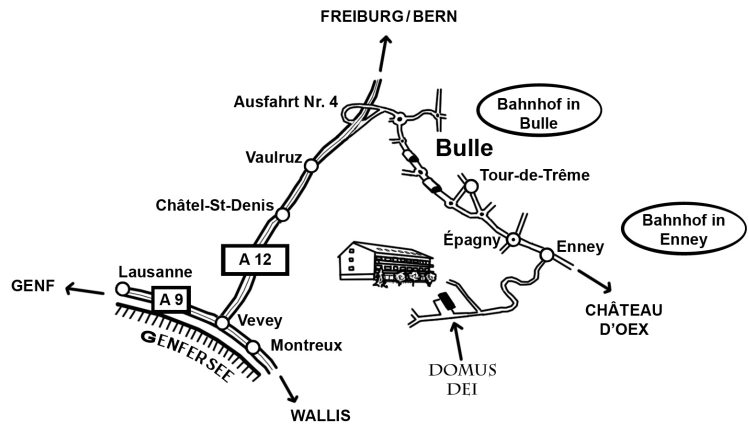 FREIBURG/BERN
Ausfahrt Nr. 4
Bahnhof in
Bulle
Bulle
Vaulruz
Tour-de-Trême
Châtel-St-Denis
Bahnhof in
Enney
Épagny
Enney
A 12
Lausanne
GENF
A 9
CHÂTEAU
D'OEX
Vevey
GENFERSEE
Montreux
DOMUS
DEI
WALLIS